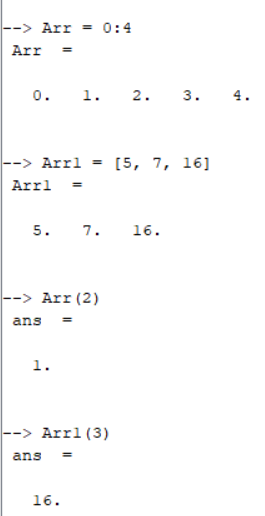 --> Arr = 0:4
Arr  =
0.   1.   2.   3.   4.
--> Arr1 = [5, 7, 16]
Arr1  =
5.   7.   16.
--> Arr(2)
ans  =
1.
--> Arr1(3)
ans  =
16.